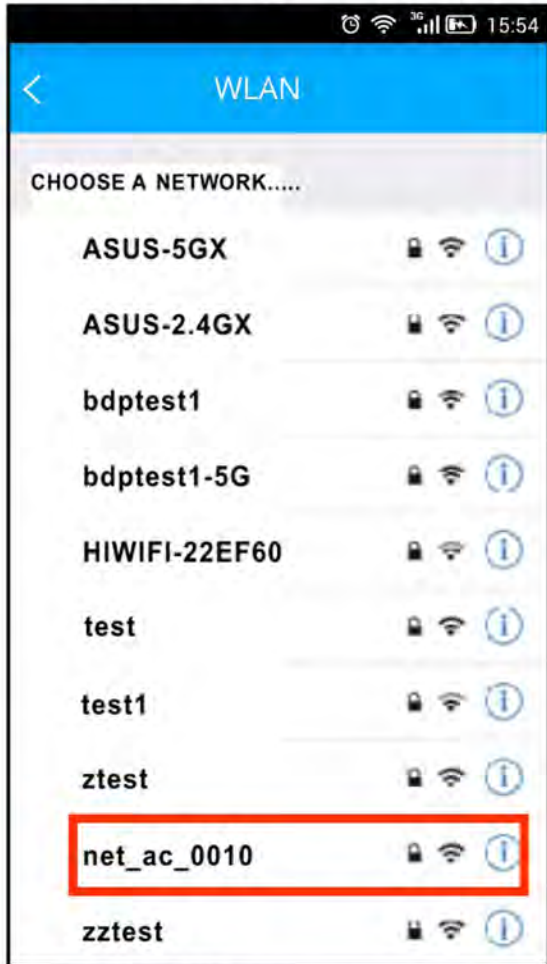 3G 15:54
WLAN
CHOOSE A NETWORK.....
ASUS-5GX
ASUS-2.4GX
bdptest1
bdptest1-5G
HIWIFI-22EF60
test
test1
ztest
net_ac_0010
zztest